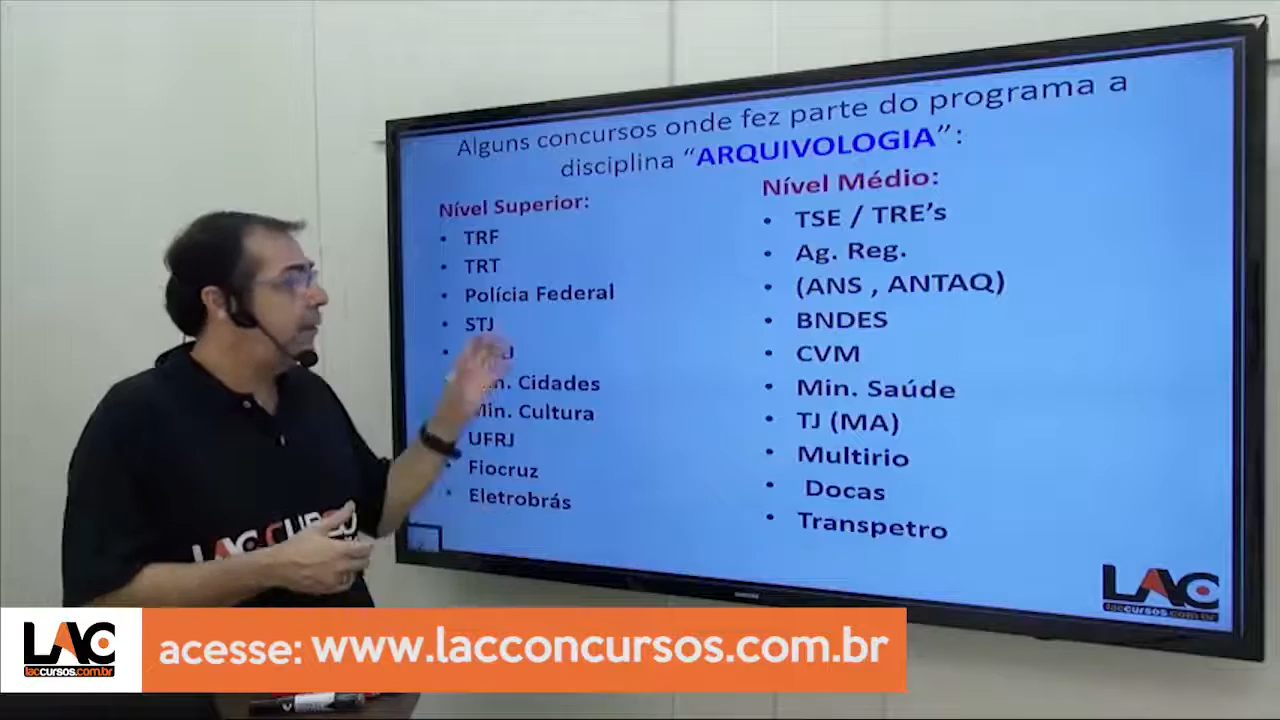 Alguns concursos onde fez parte do programa a
disciplina “ARQUIVOLOGIA”:
Nível Superior:
• TRF
• TRT
• Polícia Federal
• STJ
•
Cidades
Min. Cultura
UFRJ
• Fiocruz
• Eletrobrás
Nível Médio:
• TSE / TRE’s
• Ag. Reg.
• (ANS , ANTAQ)
• BNDES
• CVM
• Min. Saúde
• TJ (MA)
• Multirio
• Docas
• Transpetro
LAC
laccursos.com.br
LAC
LAC
laccursos.com.br
acesse: www.lacconcursos.com.br